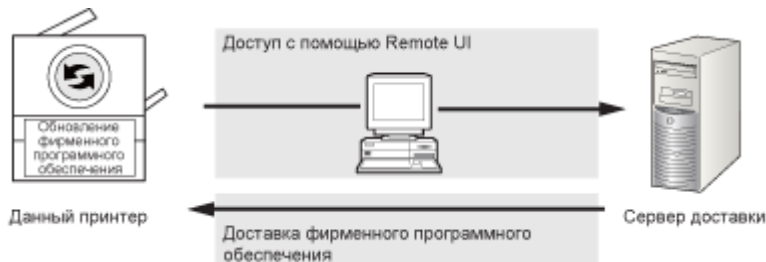 Доступ с помощью Remote UI
Обновление
фирменного
программного
обеспечения
Данный принтер
Сервер доставки
Доставка фирменного программного
обеспечения